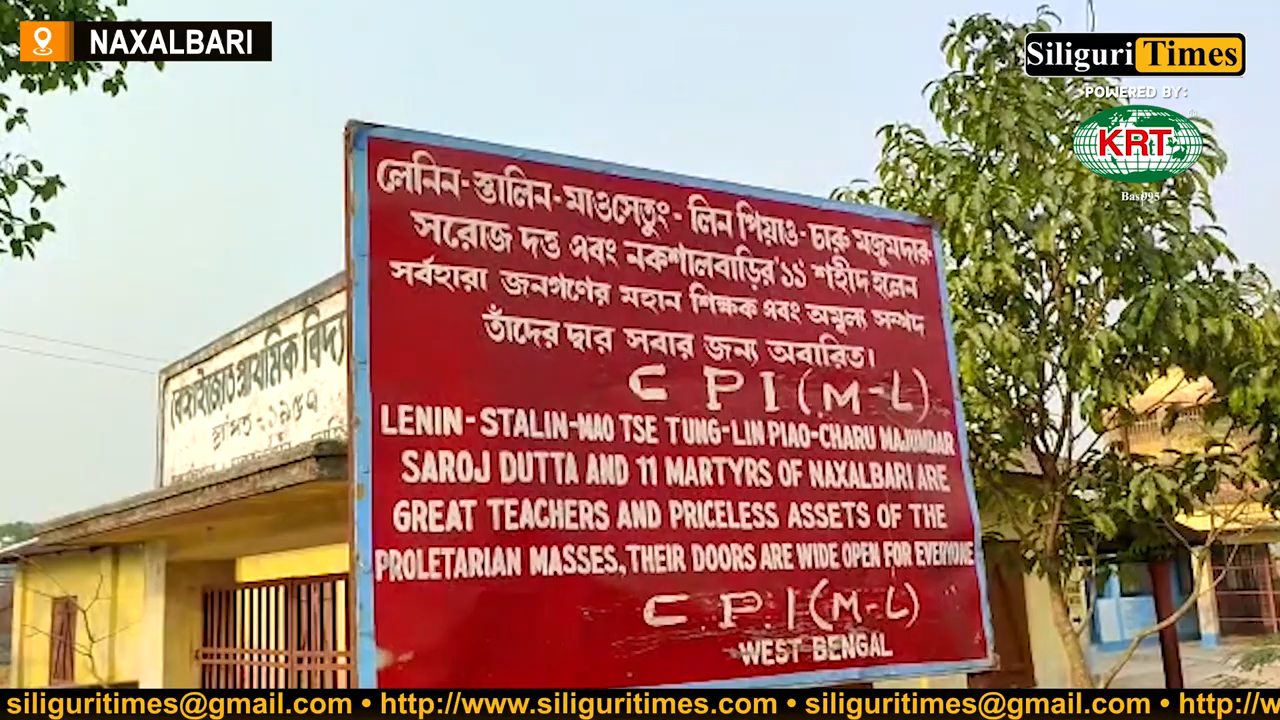 NAXALBARI
Siliguri Times
POWERED BY:
KRT
Bas995
লেনিন-স্তালিন-মাওসেতুং-লিন পিয়াও-চারু মজুমদার-
সরোজ দত্ত এবং নকশালবাড়ির '১১' শহীদ হলেন
সর্বহারা জনগণের মহান শিক্ষক এবং অমুল্য সম্পদ
তাঁদের দ্বার সবার জন্য অবারিত।
C P I (M-L)
LENIN-STALIN-MAO TSE TUNG-LIN PIAO-CHARU MAJUMDAR
SAROJ DUTTA AND 11 MARTYRS OF NAXALBARI ARE
GREAT TEACHERS AND PRICELESS ASSETS OF THE
PROLETARIAN MASSES, THEIR DOORS ARE WIDE OPEN FOR EVERYONE
C.P.I(M-L)
WEST BENGAL
প্রাথমিক বিদ্য
siliguritimes@gmail.com • http://www.siliguritimes.com • siliguritimes@gmail.com • http://w